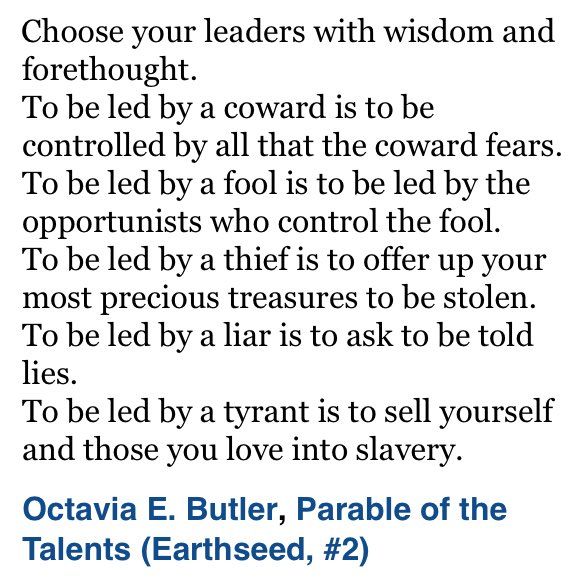 Choose your leaders with wisdom and
forethought.
To be led by a coward is to be
controlled by all that the coward fears.
To be led by a fool is to be led by the
opportunists who control the fool.
To be led by a thief is to offer up your
most precious treasures to be stolen.
To be led by a liar is to ask to be told
lies.
To be led by a tyrant is to sell yourself
and those you love into slavery.
Octavia E. Butler, Parable of the
Talents (Earthseed, #2)